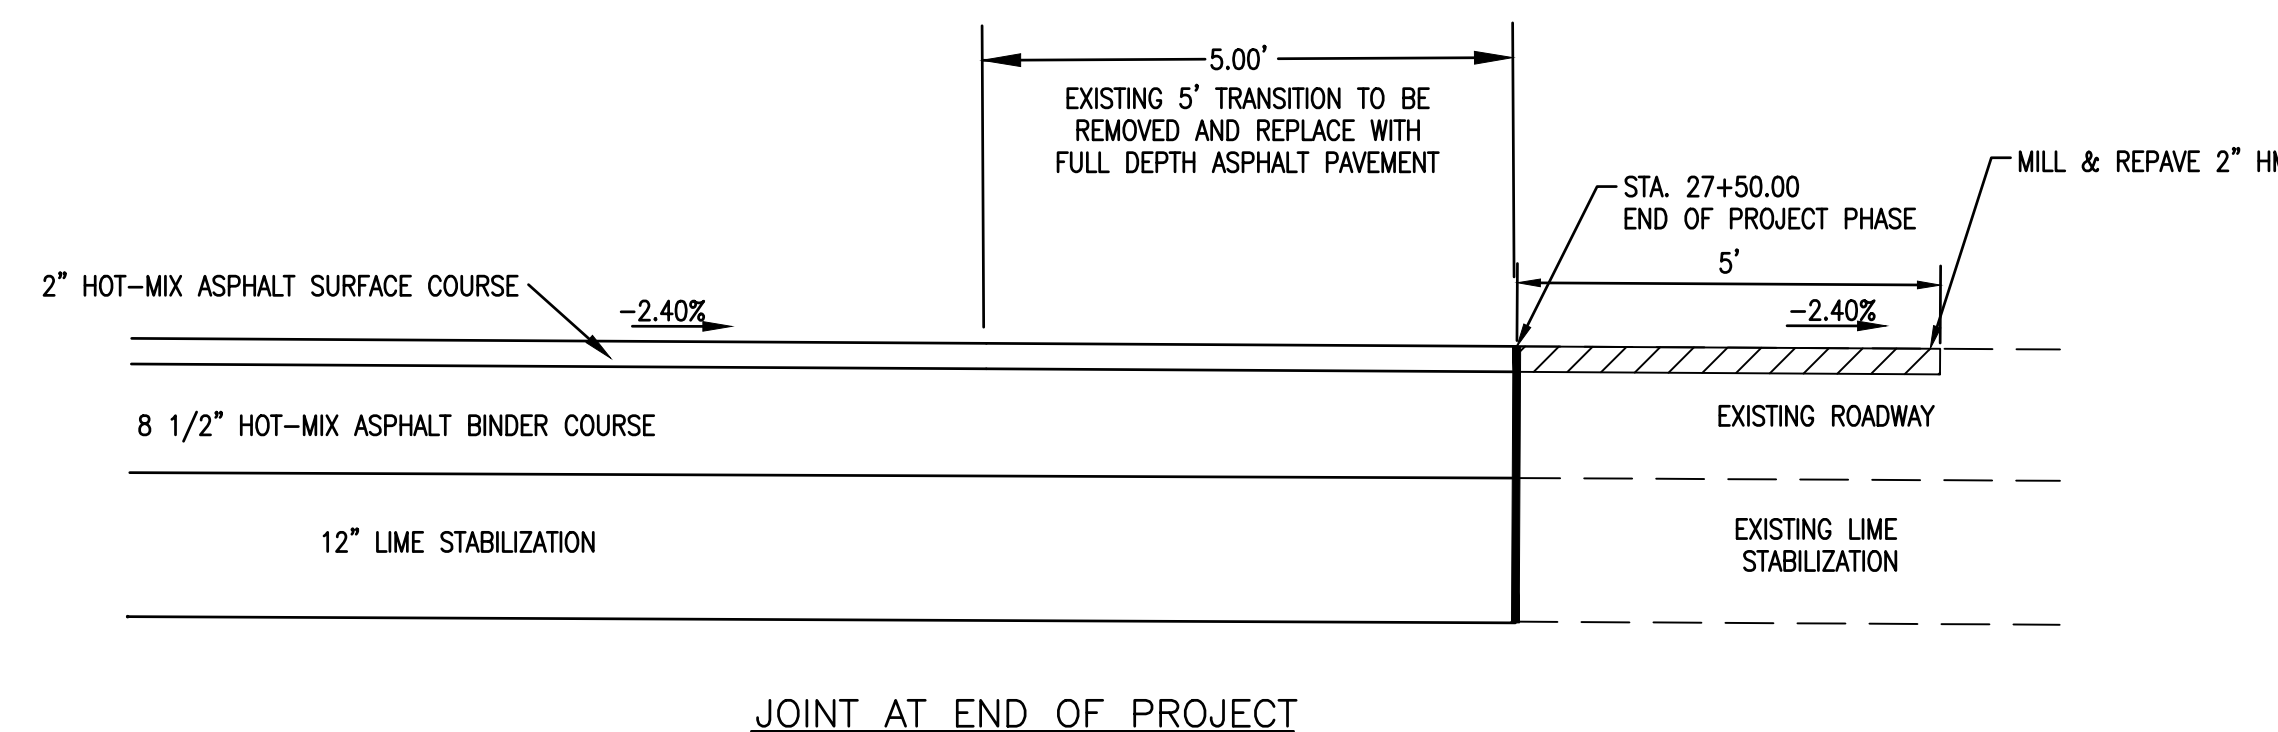 5.00'
EXISTING 5' TRANSITION TO BE
REMOVED AND REPLACE WITH
FULL DEPTH ASPHALT PAVEMENT
MILL & REPAVE 2"
STA. 27+50.00
END OF PROJECT PHASE
5'
2" HOT-MIX ASPHALT SURFACE COURSE
-2.40%
-2.40%
8 1/2" HOT-MIX ASPHALT BINDER COURSE
EXISTING ROADWAY
12" LIME STABILIZATION
EXISTING LIME
STABILIZATION
JOINT AT END OF PROJECT